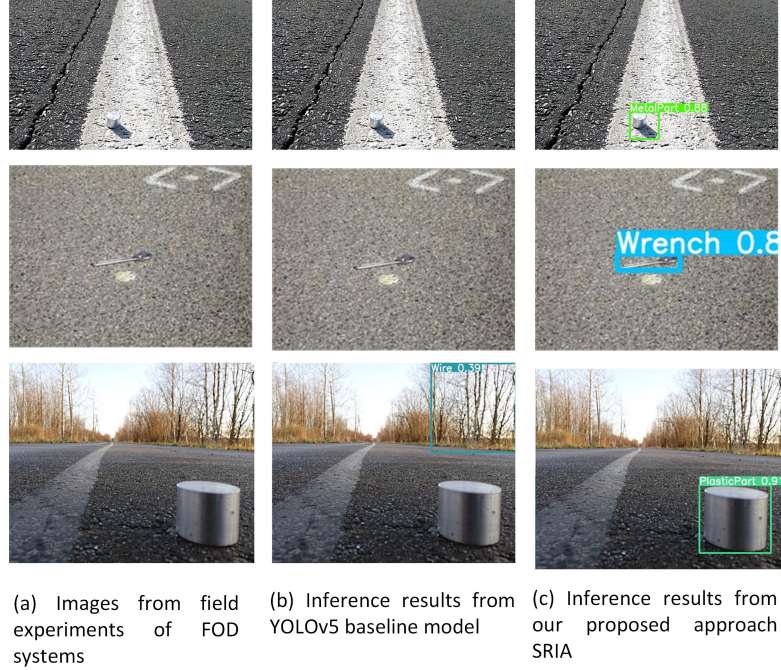 MetalPart 0.88
Wrench 0.8
Wire 0.39
PlasticPart 0.91
(a) Images from field
experiments of FOD
systems
(b) Inference results from
YOLOv5 baseline model
(c) Inference results from
our proposed approach
SRIA